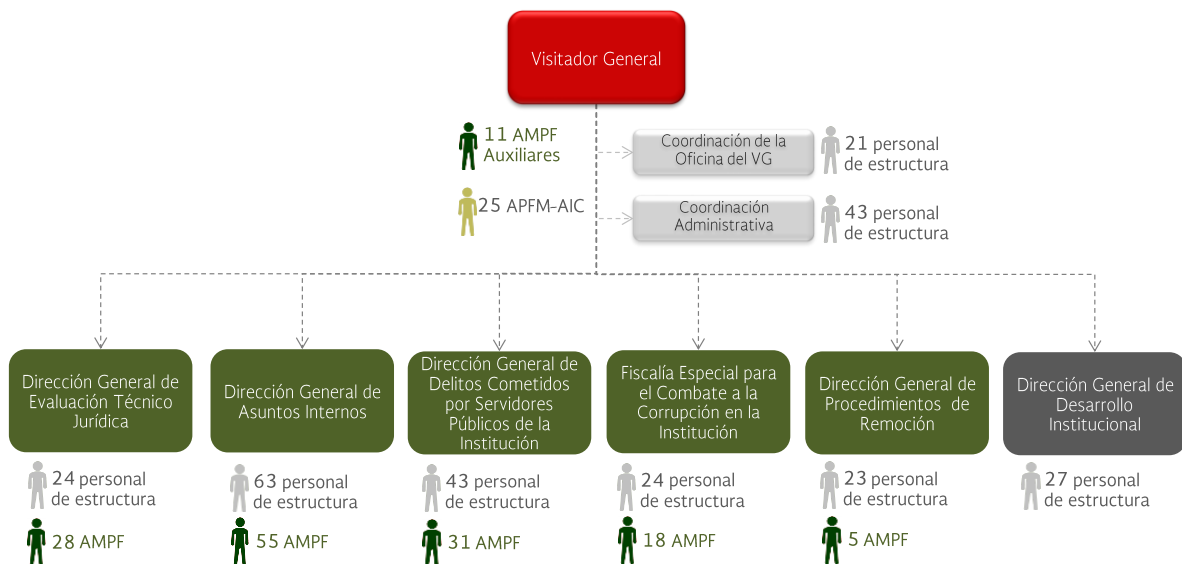 Visitador General
11 AMPF
Auxiliares
Coordinación de la
Oficina del VG
21 personal
de estructura
25 APFM-AIC
Coordinación
Administrativa
43 personal
de estructura
Dirección General de
Evaluación Técnico
Jurídica
24 personal
de estructura
28 AMPF
Dirección General de
Asuntos Internos
63 personal
de estructura
55 AMPF
Dirección General de
Delitos Cometidos
por Servidores
Públicos de la
Institución
43 personal
de estructura
31 AMPF
Fiscalía Especial para
el Combate a la
Corrupción en la
Institución
24 personal
de estructura
18 AMPF
Dirección General de
Procedimientos de
Remoción
23 personal
de estructura
5 AMPF
Dirección General de
Desarrollo
Institucional
27 personal
de estructura